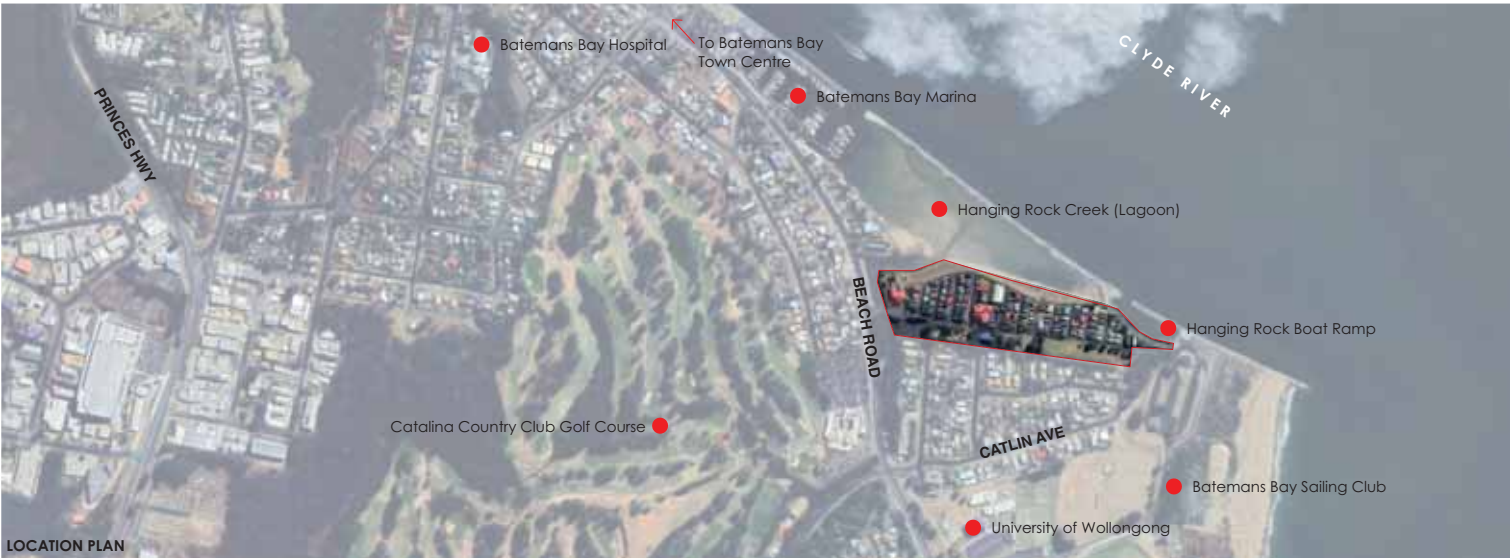 Batemans Bay Hospital
To Batemans Bay
Town Centre
CLYDE RIVER
PRINCES HWY
Batemans Bay Marina
Hanging Rock Creek (Lagoon)
BEACH ROAD
Hanging Rock Boat Ramp
Catalina Country Club Golf Course
CATLIN AVE
Batemans Bay Sailing Club
University of Wollongong
LOCATION PLAN